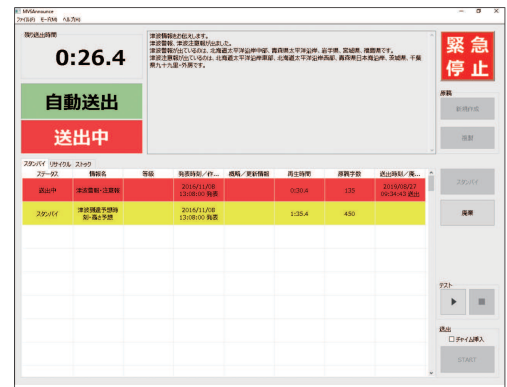 MVSAnnounce
ファイル(F) モード(M) ヘルプ(H)
残り送出時間
0:26.4
自動送出
送出中
津波情報をお伝えします。
津波警報、津波注意報が出ました。
津波警報が出ているのは、北海道太平洋沿岸中部、青森県太平洋沿岸、岩手県、宮城県、福島県です。
津波注意報が出ているのは、北海道太平洋沿岸東部、北海道太平洋沿岸西部、青森県日本海沿岸、茨城県、千葉
県九十九里・外房です。
緊急
停止
原稿
新規作成
複製
スタンバイ リサイクル ストック
ステータス 情報名 等級 発表時刻/作... 概略/更新情報 再生時間 原稿字数 送出時刻/廃...
送出中 津波警報・注意報 2016/11/08 13:08:00 発表 0:30.4 135 2019/08/27 09:34:43 送出
スタンバイ 津波到達予想時刻・高さ予想 2016/11/08 13:08:00 発表 1:35.4 450
スタンバイ
廃棄
テスト
送出
チャイム挿入
START